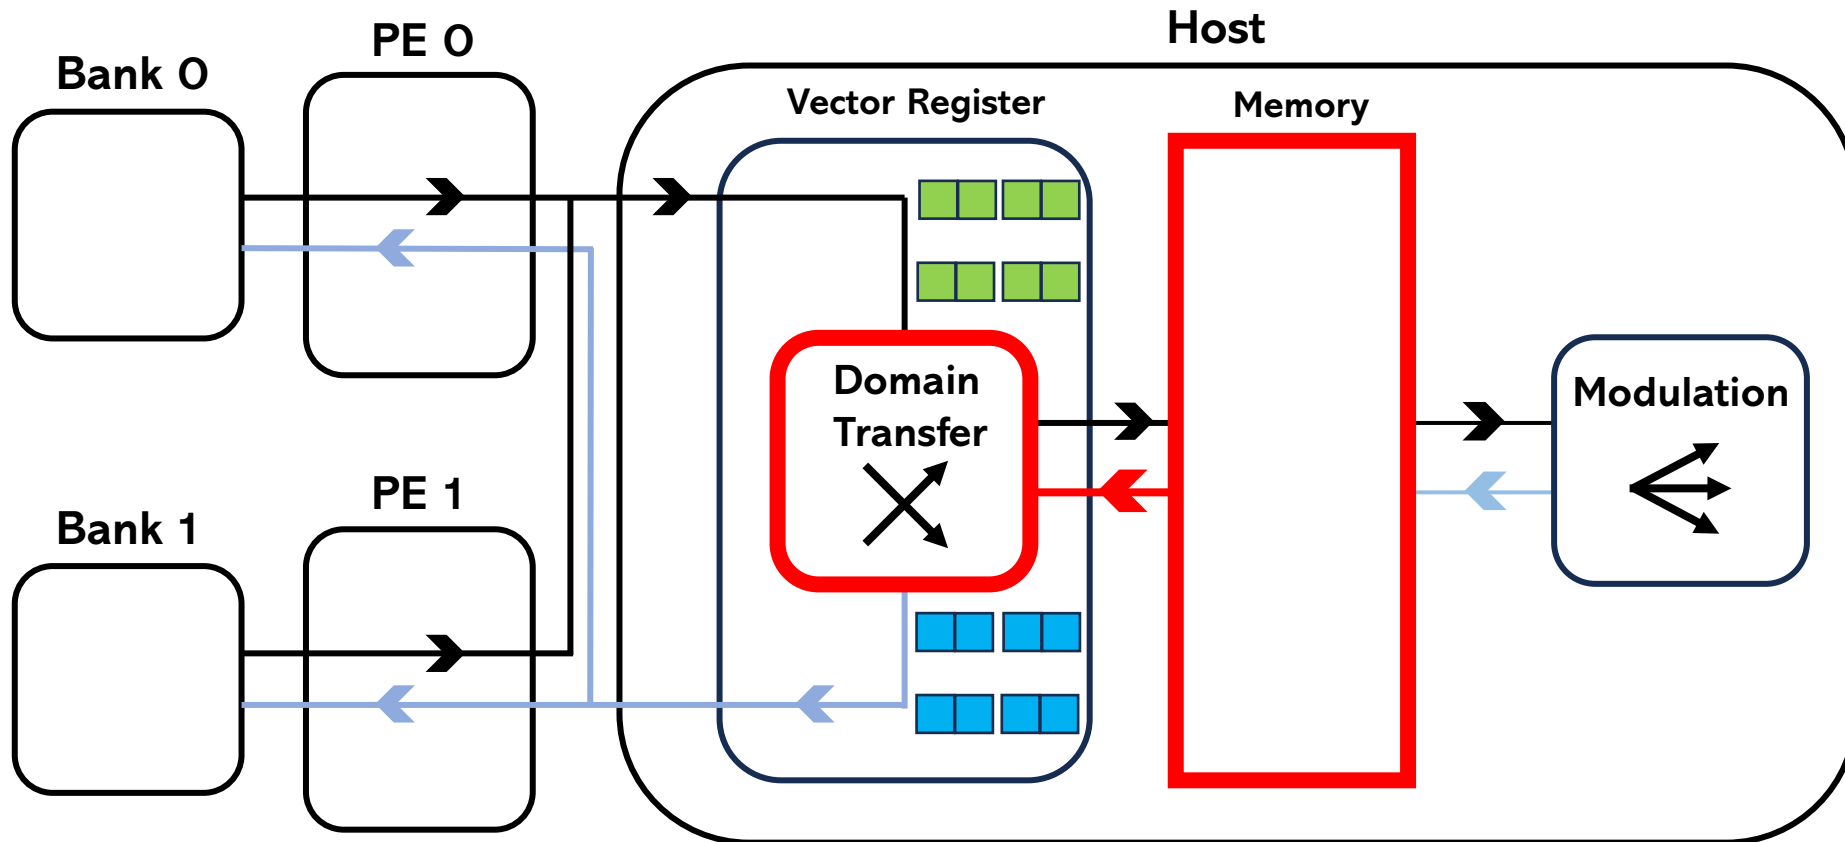 Host
PE 0
Bank 0
Vector Register
Memory
Domain
Transfer
Modulation
PE 1
Bank 1